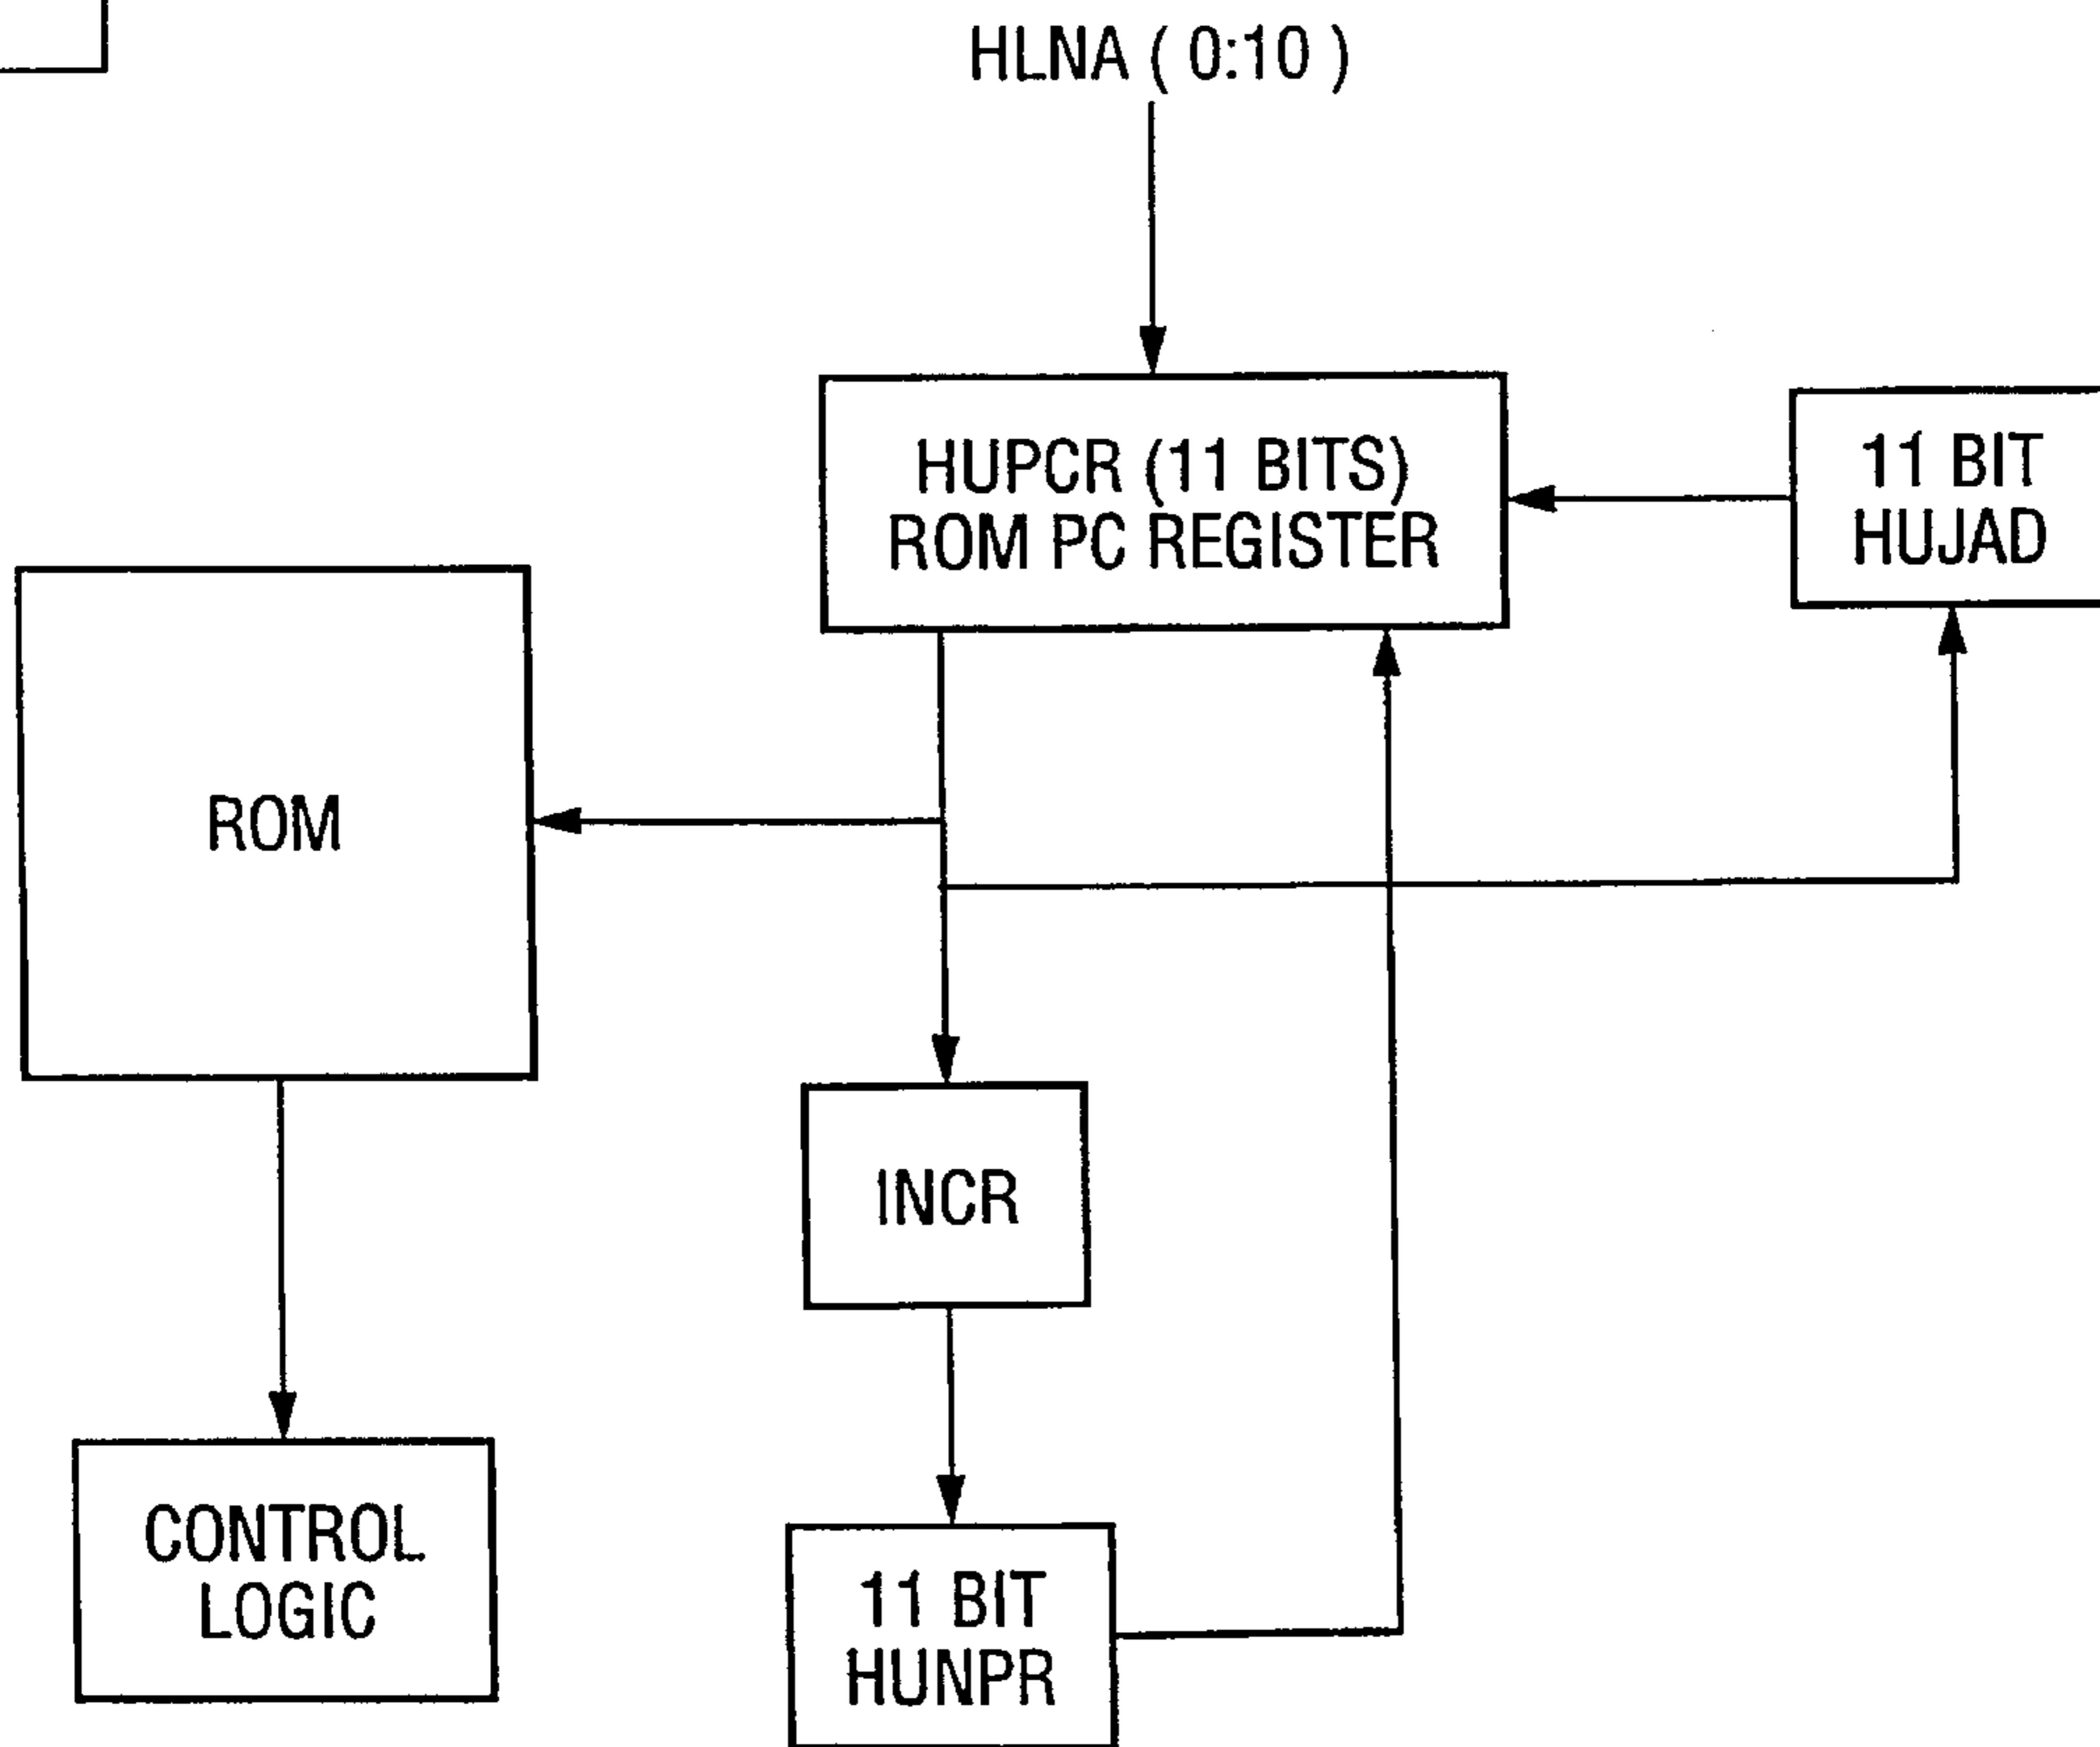 HLNA ( 0:10 )
HUPCR (11 BITS)
ROM PC REGISTER
11 BIT
HUJAD
ROM
INCR
CONTROL
LOGIC
11 BIT
HUNPR